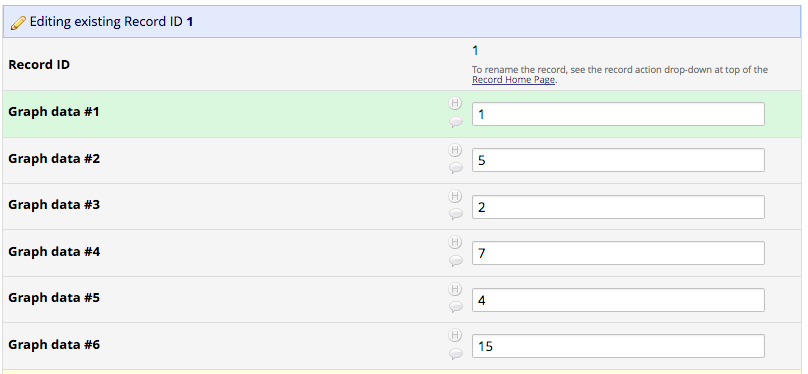 Editing existing Record ID 1
Record ID
1
To rename the record, see the record action drop-down at top of the
Record Home Page.
Graph data #1
H
1
Graph data #2
H
5
Graph data #3
H
2
Graph data #4
H
7
Graph data #5
H
4
Graph data #6
H
15